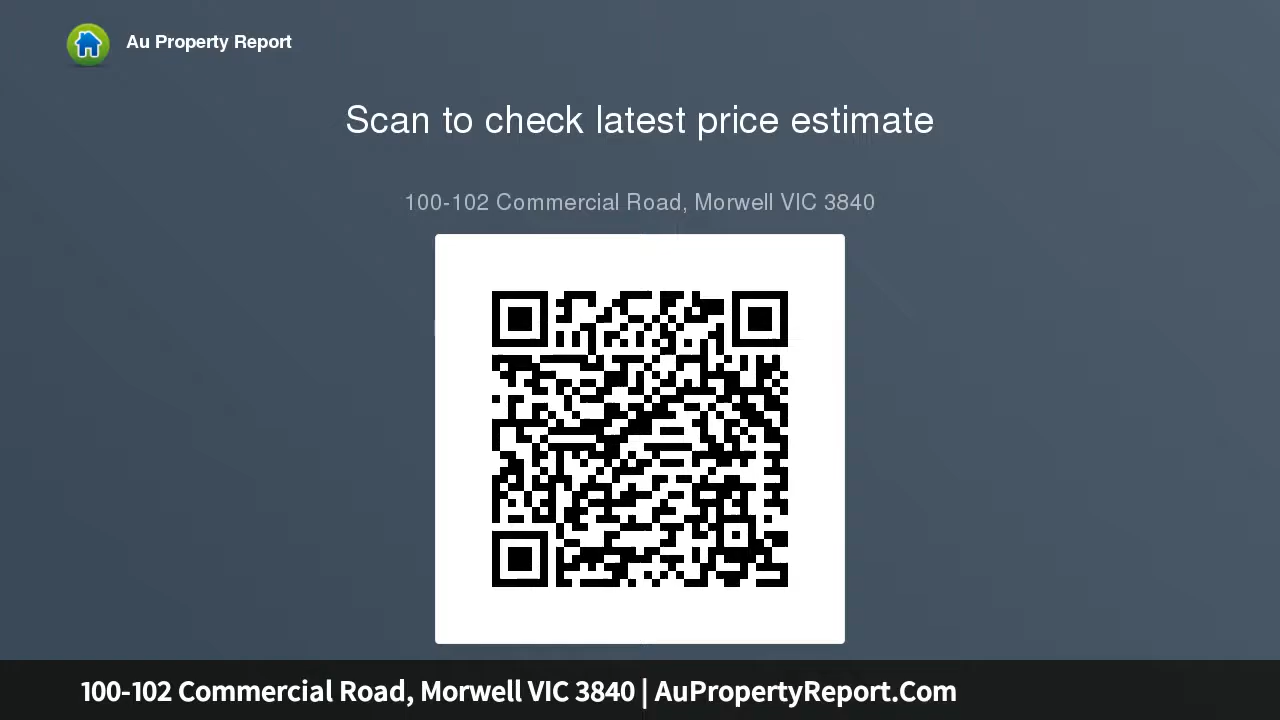 Au Property Report
Scan to check latest price estimate
100-102 Commercial Road, Morwell VIC 3840
100-102 Commercial Road, Morwell VIC 3840 | AuPropertyReport.Com